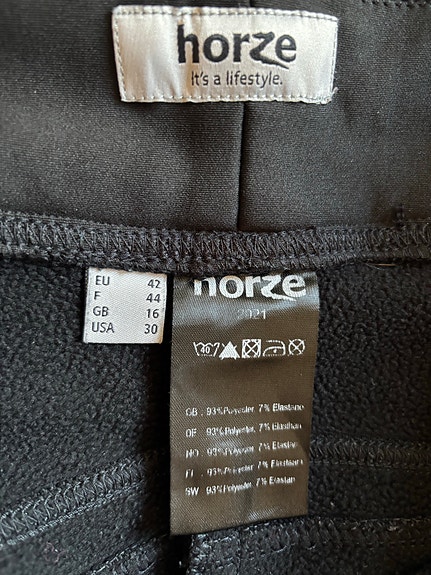 horze
It's a lifestyle.
EU 42
F 44
GB 16
USA 30
horze
2021
40
GB : 93% Polyester, 7% Elastane
DE : 93% Polyester, 7% Elasthan
NO : 93% Polyester, 7% Elastan
FI : 93% Polyester, 7% Elastaani
SW : 93% Polyester, 7% Elastan